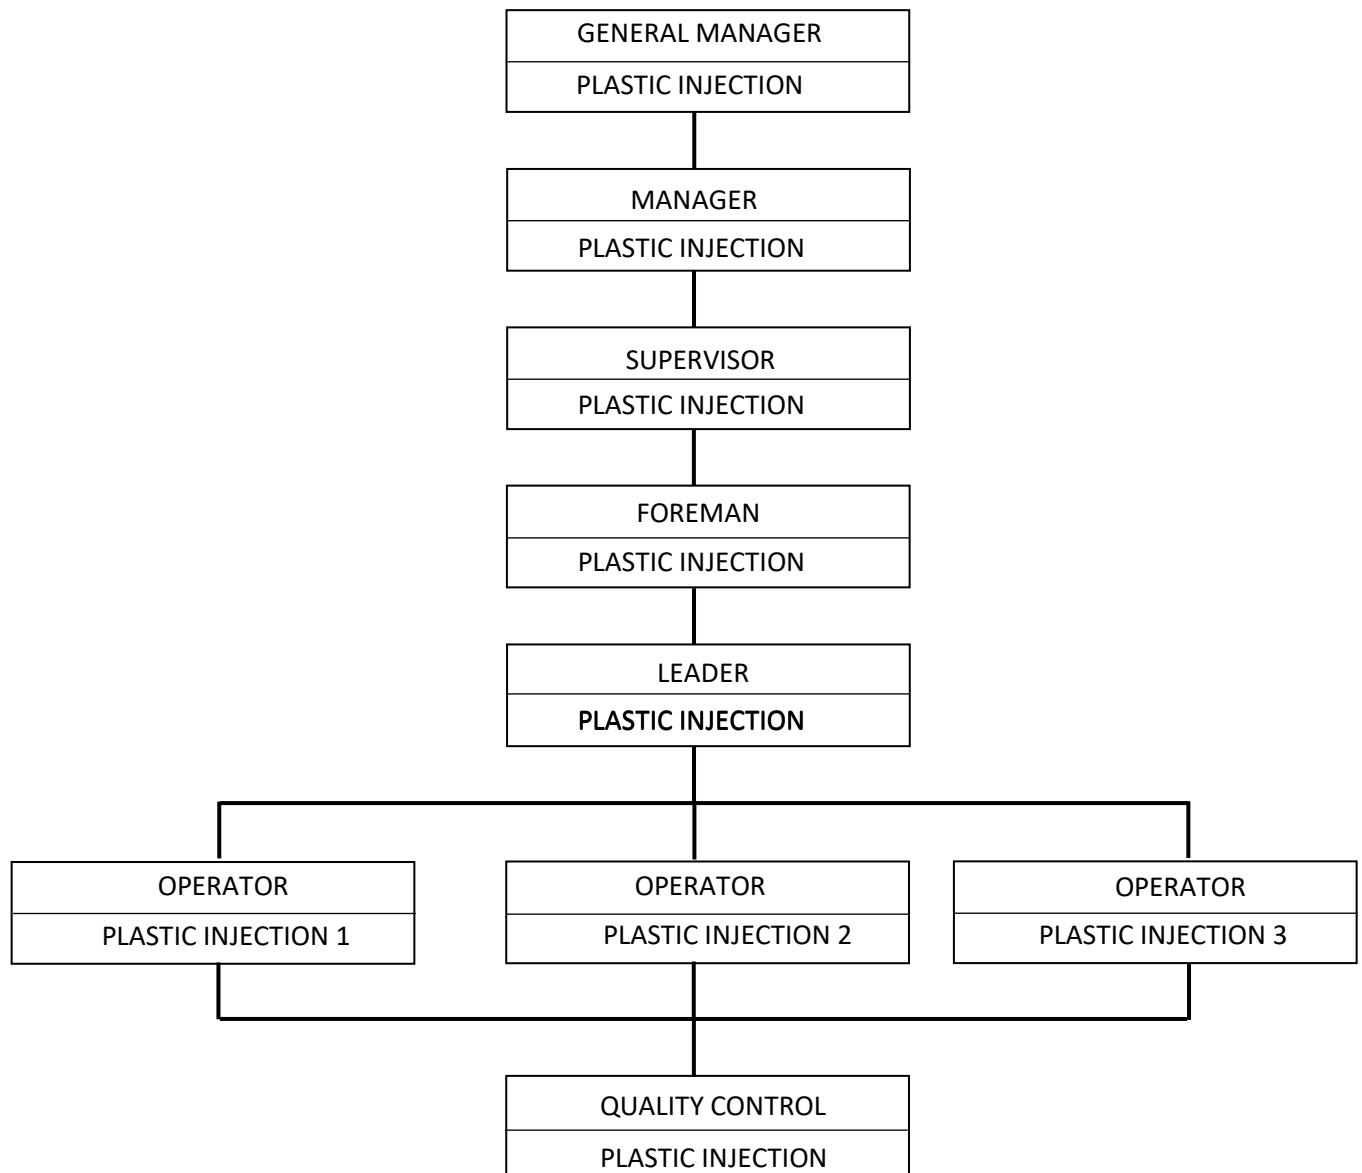 GENERAL MANAGER
PLASTIC INJECTION
MANAGER
PLASTIC INJECTION
SUPERVISOR
PLASTIC INJECTION
FOREMAN
PLASTIC INJECTION
LEADER
PLASTIC INJECTION
OPERATOR
PLASTIC INJECTION 1
OPERATOR
PLASTIC INJECTION 2
OPERATOR
PLASTIC INJECTION 3
QUALITY CONTROL
PLASTIC INJECTION